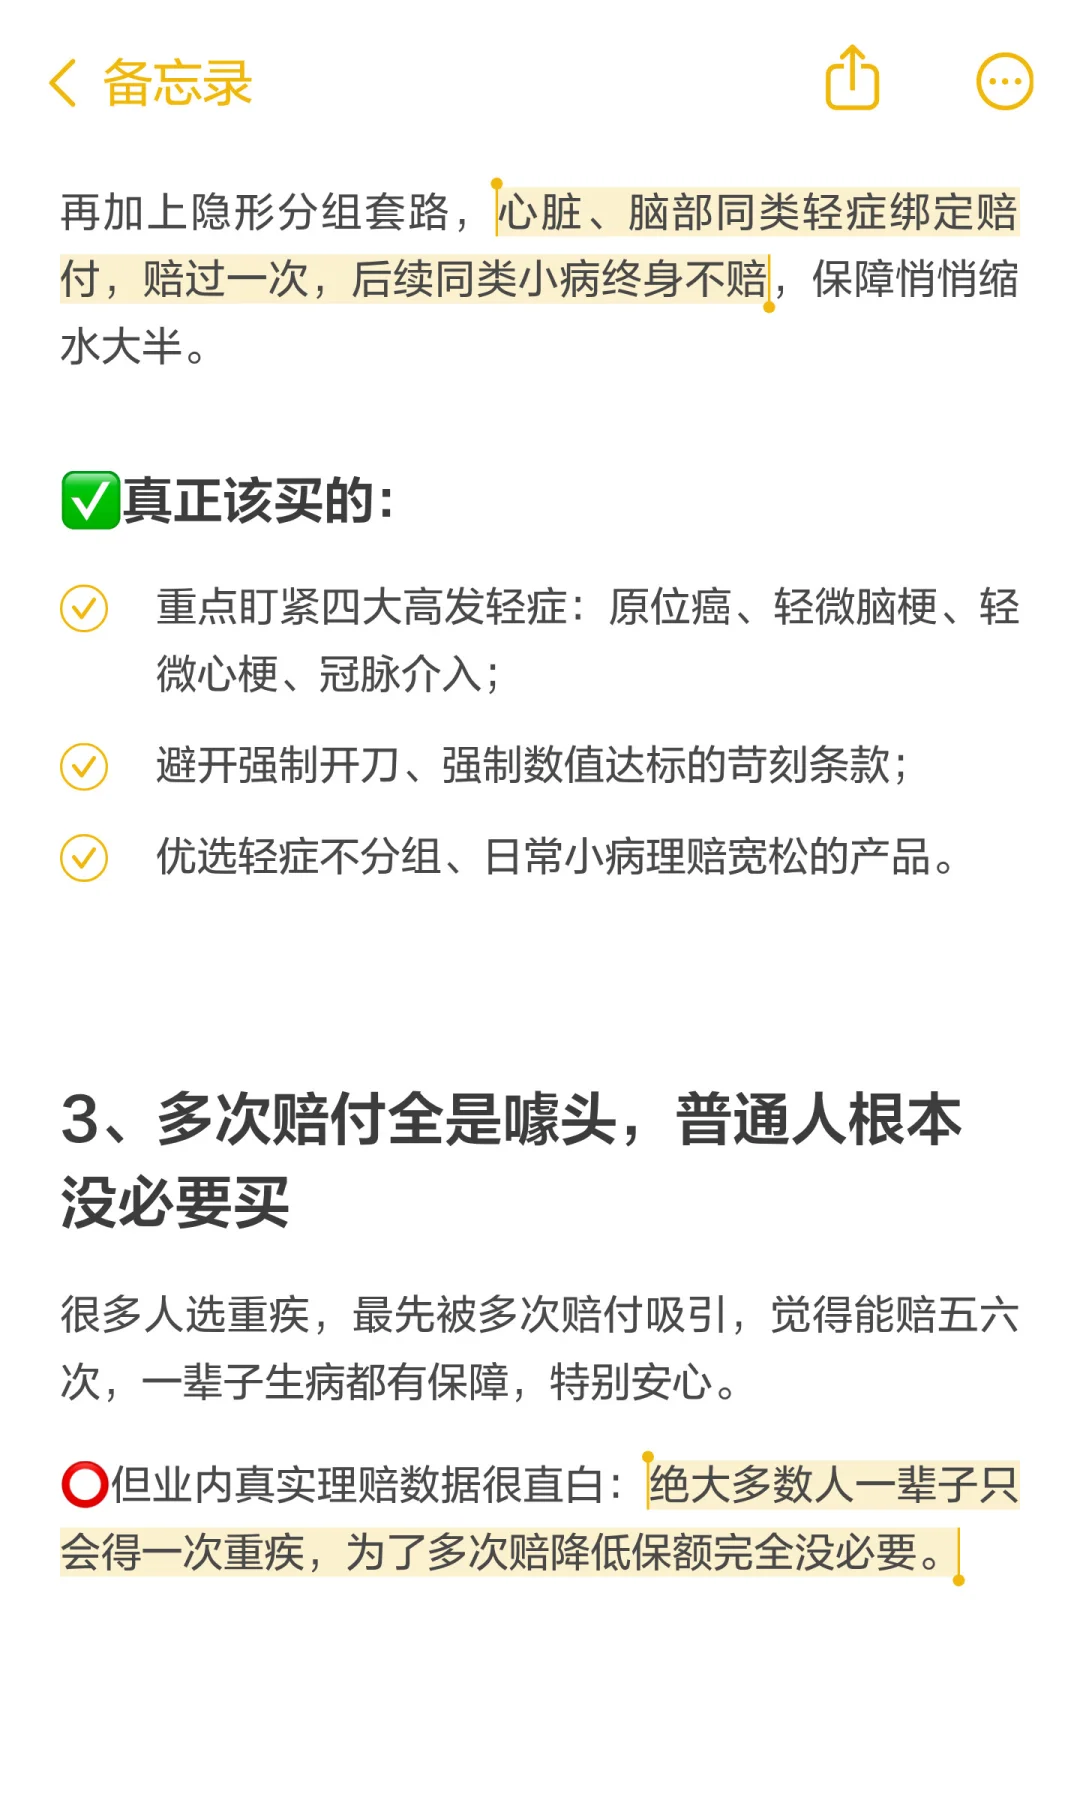 备忘录
再加上隐形分组套路，心脏、脑部同类轻症绑定赔
付，赔过一次，后续同类小病终身不赔，保障悄悄缩
水大半。
✅真正该买的：
重点盯紧四大高发轻症：原位癌、轻微脑梗、轻
微心梗、冠脉介入；
避开强制开刀、强制数值达标的苛刻条款；
优选轻症不分组、日常小病理赔宽松的产品。
3、多次赔付全是噱头，普通人根本
没必要买
很多人选重疾，最先被多次赔付吸引，觉得能赔五六
次，一辈子生病都有保障，特别安心。
⭕但业内真实理赔数据很直白：绝大多数人一辈子只
会得一次重疾，为了多次赔降低保额完全没必要。